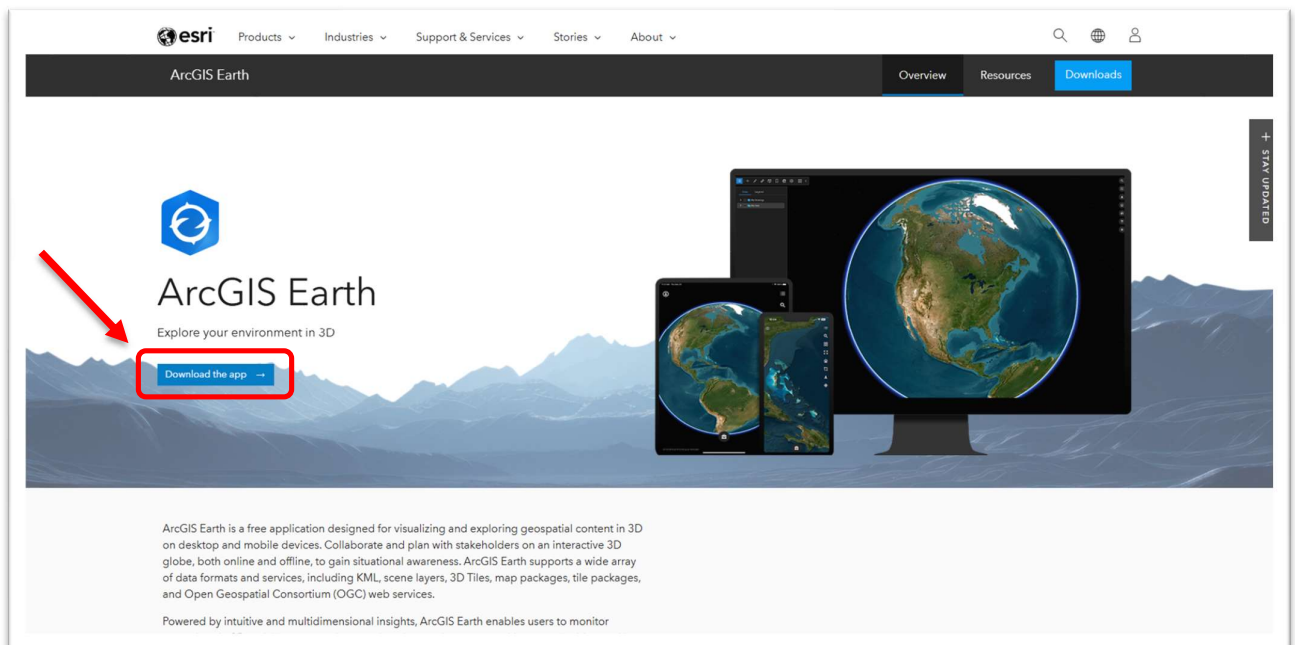 esri Products Industries Support & Services Stories About
ArcGIS Earth Overview Resources Downloads
+ STAY UPDATED
ArcGIS Earth
Explore your environment in 3D
Download the app →
ArcGIS Earth is a free application designed for visualizing and exploring geospatial content in 3D
on desktop and mobile devices. Collaborate and plan with stakeholders on an interactive 3D
globe, both online and offline, to gain situational awareness. ArcGIS Earth supports a wide array
of data formats and services, including KML, scene layers, 3D Tiles, map packages, tile packages,
and Open Geospatial Consortium (OGC) web services.
Powered by intuitive and multidimensional insights, ArcGIS Earth enables users to monitor